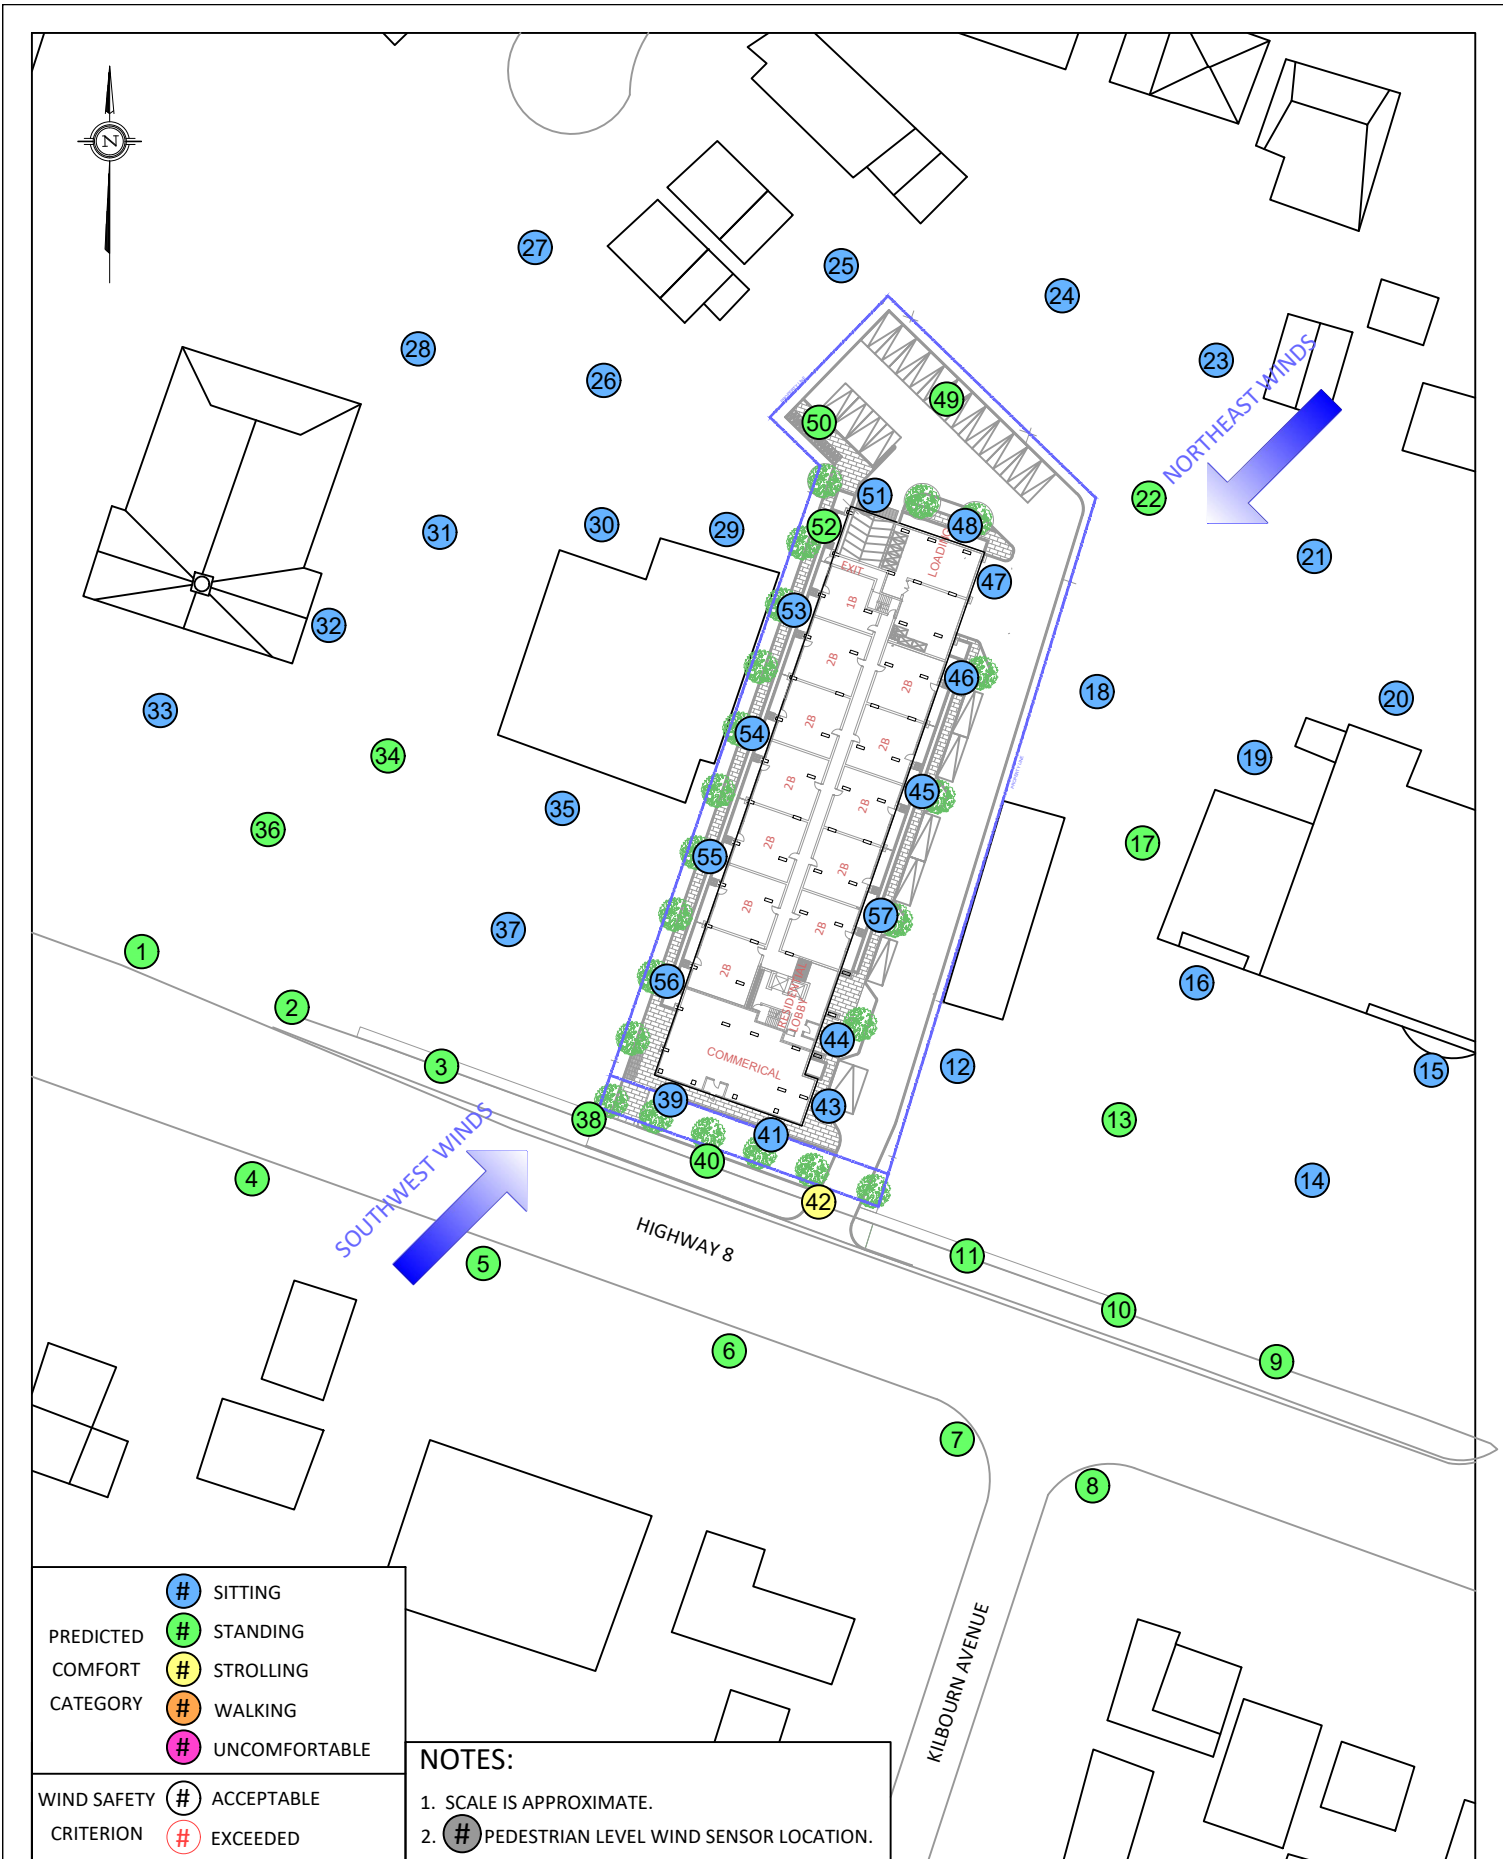 N
27
25
24
28
26
23
NORTHEAST WINDS
49
50
22
51
52
48
31
30
29
21
LOADING
EXIT
47
1B
53
32
2B
46
2B
18
20
33
2B
54
2B
19
34
2B
45
2B
35
36
2B
17
55
2B
2B
57
2B
37
1
2B
56
16
2
RESIDENTIAL
LOBBY
44
COMMERICAL
3
12
15
39
43
38
41
13
40
4
14
42
SOUTHWEST WINDS
HIGHWAY 8
11
5
10
6
9
7
8
KILBOURN AVENUE
PREDICTED
COMFORT
CATEGORY
# SITTING
# STANDING
# STROLLING
# WALKING
# UNCOMFORTABLE
WIND SAFETY
CRITERION
# ACCEPTABLE
# EXCEEDED
NOTES:
1. SCALE IS APPROXIMATE.
2. # PEDESTRIAN LEVEL WIND SENSOR LOCATION.